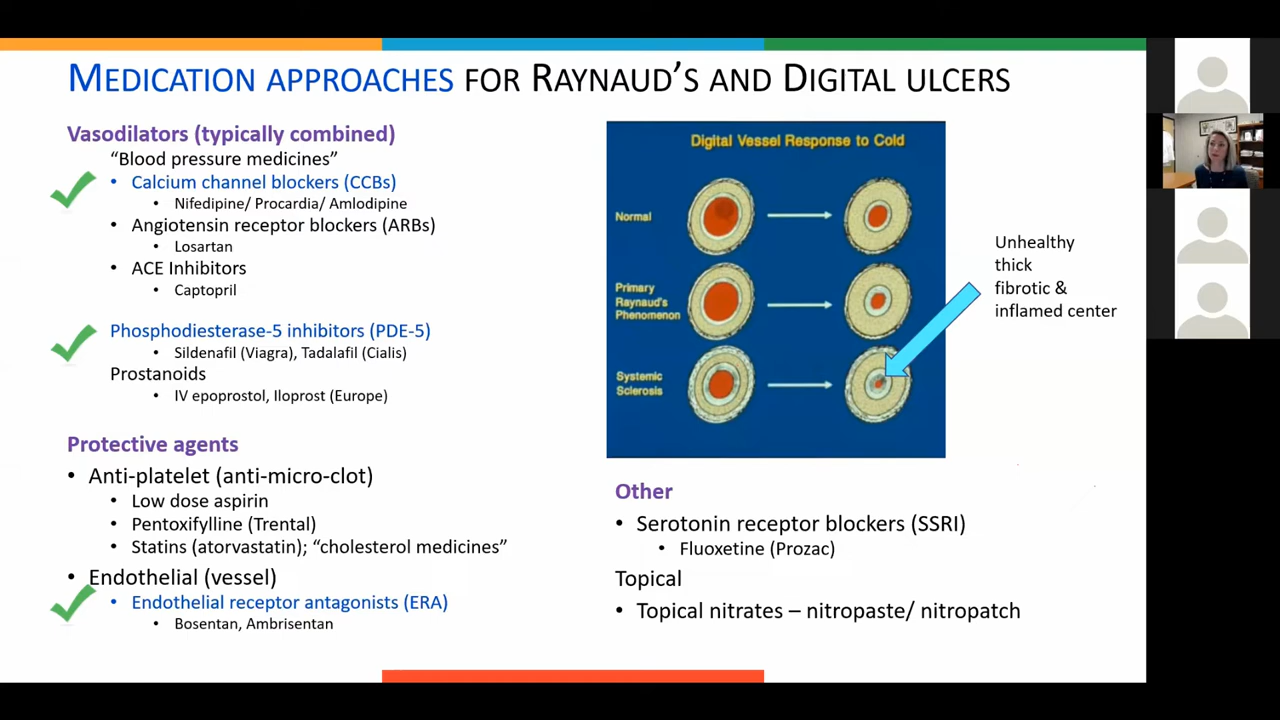 MEDICATION APPROACHES FOR RAYNAUD'S AND DIGITAL ULCERS
Vasodilators (typically combined)
“Blood pressure medicines”
• Calcium channel blockers (CCBs)
• Nifedipine/ Procardia/ Amlodipine
• Angiotensin receptor blockers (ARBs)
• Losartan
• ACE Inhibitors
• Captopril
Phosphodiesterase-5 inhibitors (PDE-5)
• Sildenafil (Viagra), Tadalafil (Cialis)
Prostanoids
• IV epoprostol, Iloprost (Europe)
Protective agents
• Anti-platelet (anti-micro-clot)
• Low dose aspirin
• Pentoxifylline (Trental)
• Statins (atorvastatin); “cholesterol medicines”
• Endothelial (vessel)
• Endothelial receptor antagonists (ERA)
• Bosentan, Ambrisentan
Digital Vessel Response to Cold
Normal
Primary
Raynaud's
Phenomenon
Systemic
Sclerosis
Unhealthy
thick
fibrotic &
inflamed center
Other
• Serotonin receptor blockers (SSRI)
• Fluoxetine (Prozac)
Topical
• Topical nitrates – nitropaste/ nitropatch